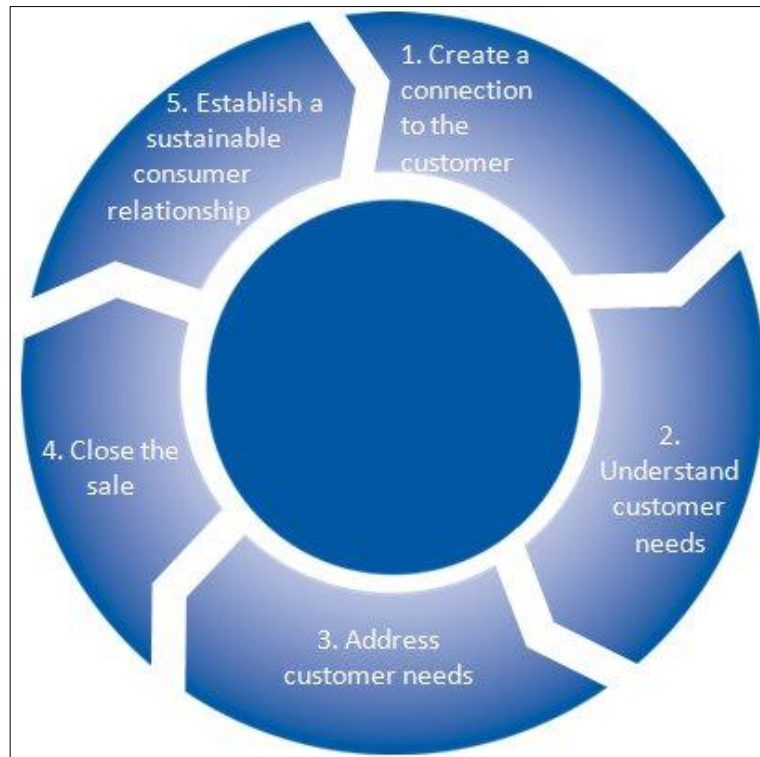 1. Create a
connection
to the
customer
2.
Understand
customer
needs
3. Address
customer needs
4. Close the
sale
5. Establish a
sustainable
consumer
relationship